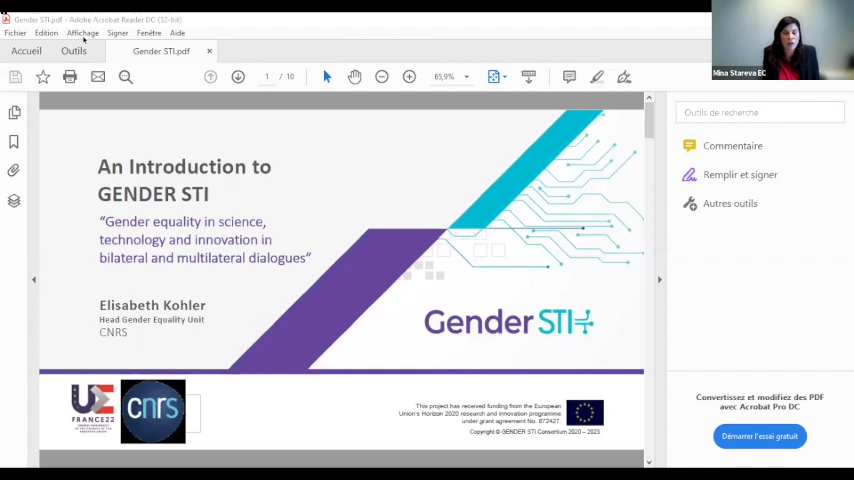 Gender STI.pdf - Adobe Acrobat Reader DC (32-bit)
Fichier Edition Affichage Signer Fenêtre Aide
Accueil Outils Gender STI.pdf ×
1 / 10 65,9%
Mina Stareva EC
Outils de recherche
Commentaire
Remplir et signer
Autres outils
An Introduction to
GENDER STI
“Gender equality in science,
technology and innovation in
bilateral and multilateral dialogues”
Elisabeth Kohler
Head Gender Equality Unit
CNRS
Gender STI
UE
FRANCE22
cnrs
This project has received funding from the European
Union's Horizon 2020 research and innovation programme
under grant agreement No. 872427.
Copyright © GENDER STI Consortium 2020 – 2023
Convertissez et modifiez des PDF
avec Acrobat Pro DC
Démarrer l'essai gratuit